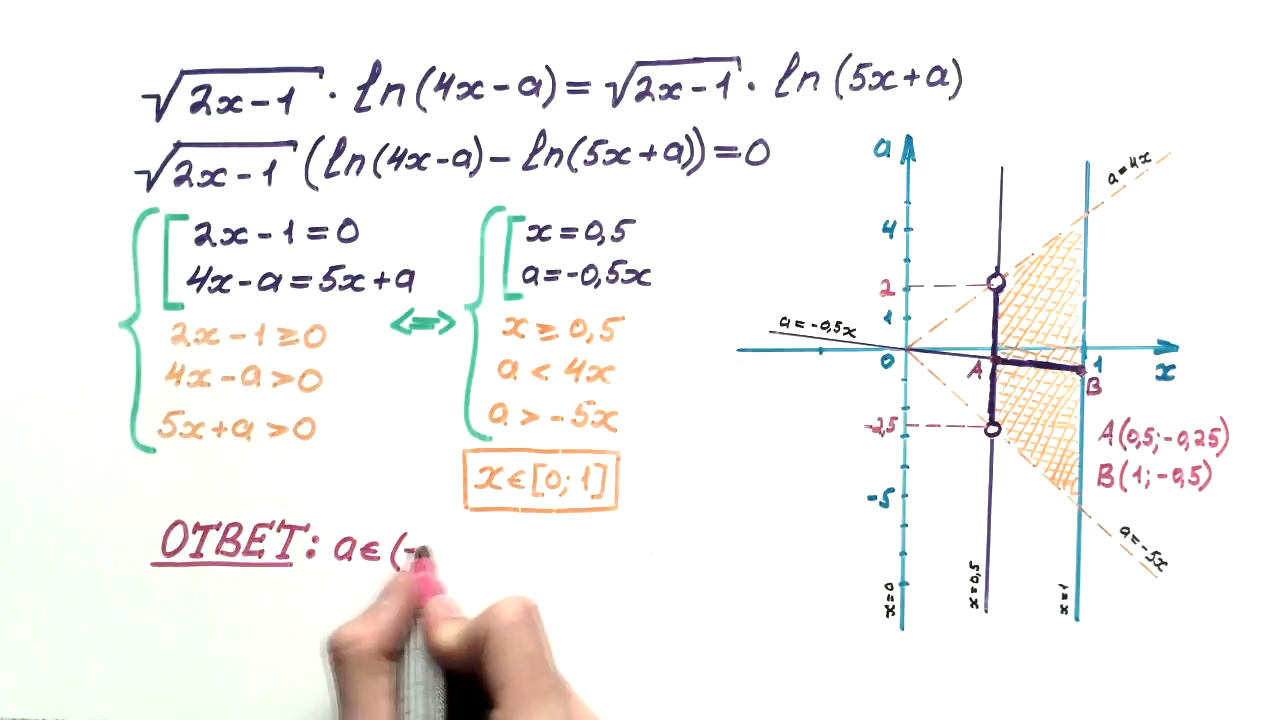 √2x-1 · ln(4x-a) = √2x-1 · ln(5x+a)
√2x-1 (ln(4x-a) - ln(5x+a)) = 0
2x-1=0
4x-a=5x+a
2x-1≥0
4x-a>0
5x+a>0
<=>
x=0,5
a=-0,5x
x≥0,5
a<4x
a>-5x
x∈[0;1]
ОТВЕТ: a∈(-
a
a=4x
4
2
1
a=-0,5x
0
A
1
B
x
-2,5
A(0,5;-0,25)
B(1;-0,5)
-5
a=-5x
x=0
x=0,5
x=1